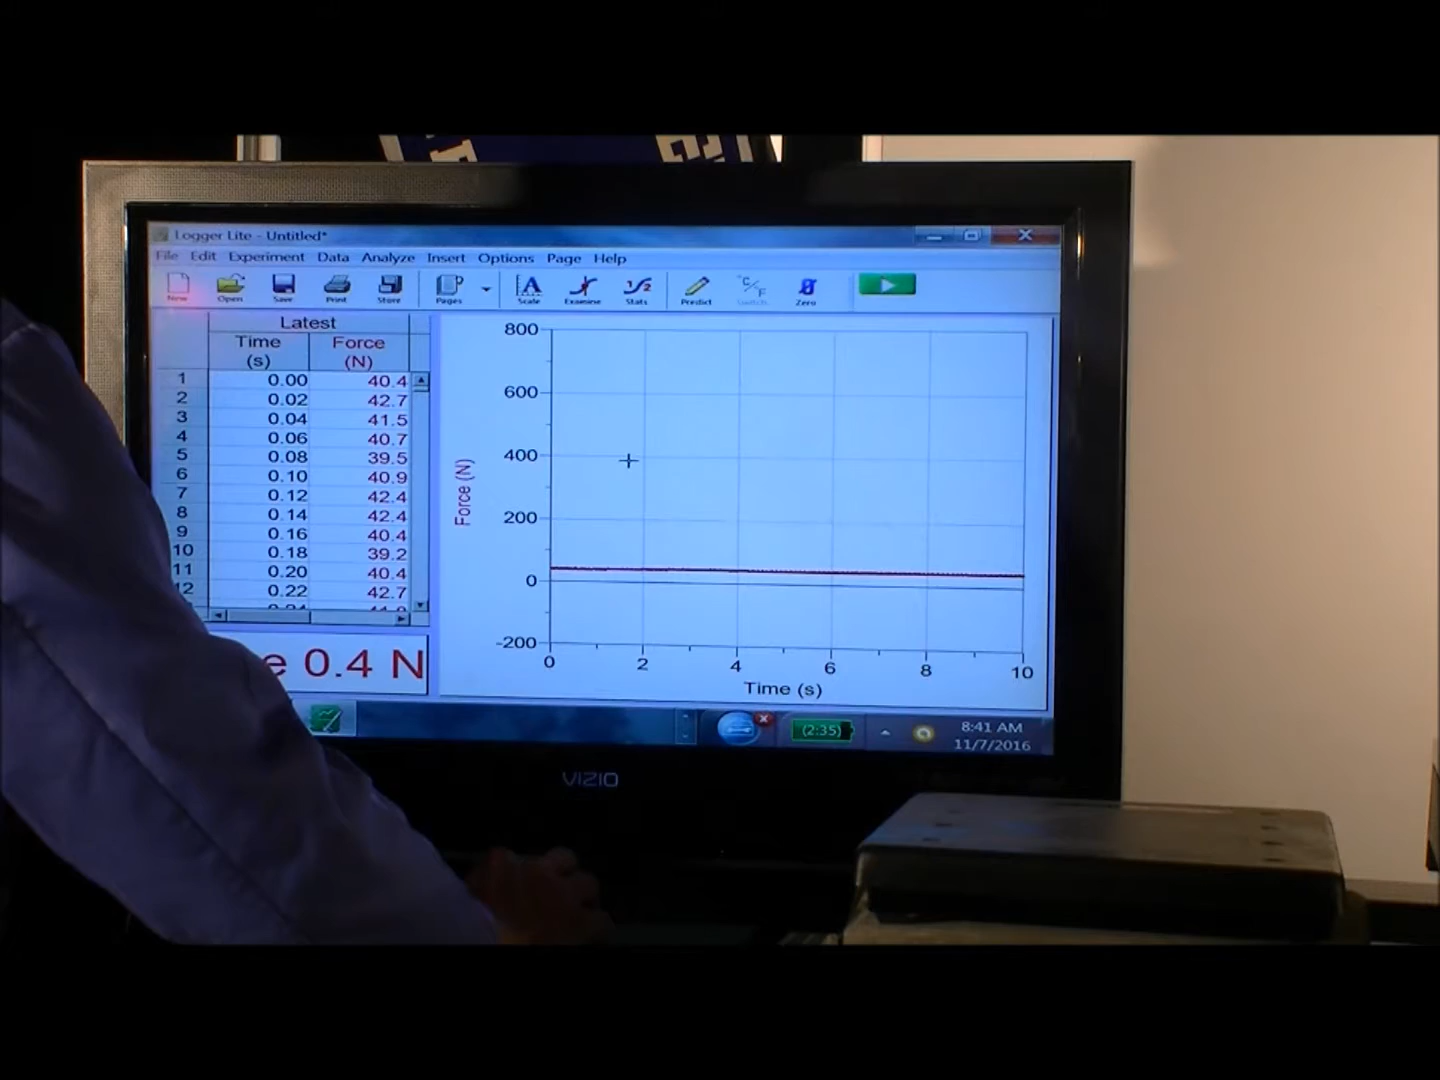 Logger Lite - Untitled*
File Edit Experiment Data Analyze Insert Options Page Help
New Open Save Print Store Pages Scale Examine Stats Predict Switch Zero
°C/F
Latest
Time (s) Force (N)
1 0.00 40.4
2 0.02 42.7
3 0.04 41.5
4 0.06 40.7
5 0.08 39.5
6 0.10 40.9
7 0.12 42.4
8 0.14 42.4
9 0.16 40.4
10 0.18 39.2
11 0.20 40.4
12 0.22 42.7
e 0.4 N
800
600
400
200
0
-200
Force (N)
0 2 4 6 8 10
Time (s)
(2:35)
8:41 AM
11/7/2016
VIZIO